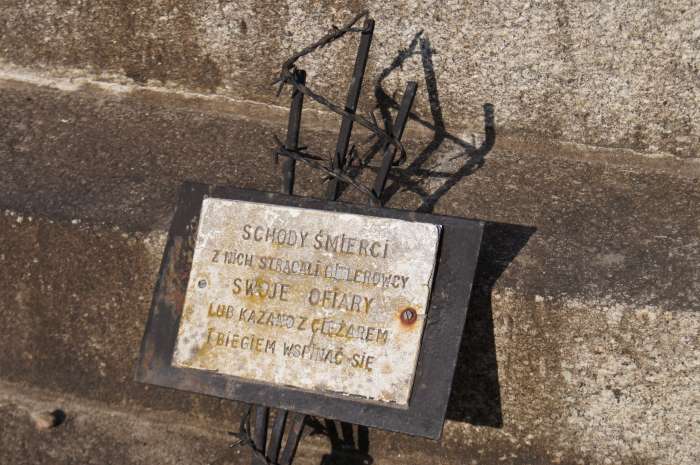 SCHODY ŚMIERCI
Z NICH STRĄCALI HITLEROWCY
SWOJE OFIARY
LUB KAZANO Z CIĘŻAREM
I BIEGIEM WSPINAĆ SIĘ